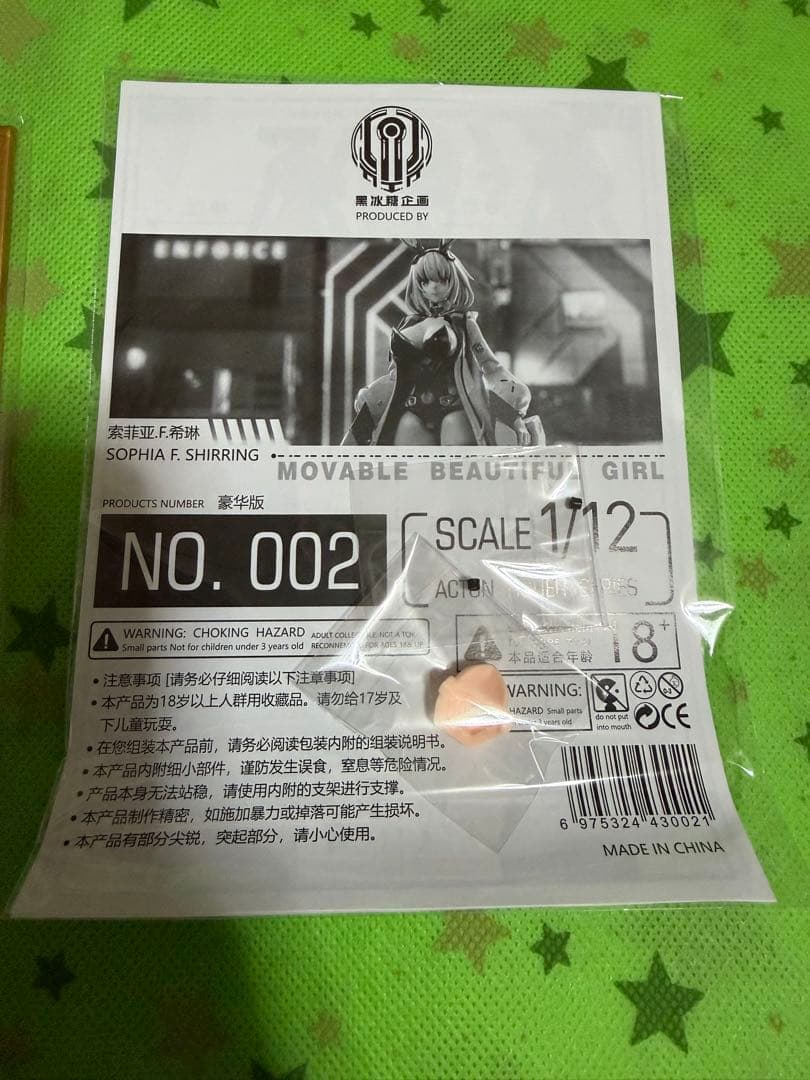 黑冰糖企画
PRODUCED BY
ENFORCE
索菲亚.F.希琳
SOPHIA F. SHIRRING
MOVABLE BEAUTIFUL GIRL
PRODUCTS NUMBER 豪华版
NO. 002
SCALE 1/12
WARNING: CHOKING HAZARD
Small parts Not for children under 3 years old
ADULT COLLECTIBLE. NOT A TOY.
FOR AGES
本品适合年龄
18+
WARNING:
HAZARD Small parts
3 years old
do not put
into mouth
CE
• 注意事项 [请务必仔细阅读以下注意事项]
• 本产品为18岁以上人群用收藏品。请勿给17岁及
下儿童玩耍。
• 在您组装本产品前，请务必阅读包装内附的组装说明书。
• 本产品内附细小部件，谨防发生误食，窒息等危险情况。
• 产品本身无法站稳，请使用内附的支架进行支撑。
• 本产品制作精密，如施加暴力或掉落可能产生损坏。
• 本产品有部分尖锐，突起部分，请小心使用。
6 975324 430021
MADE IN CHINA